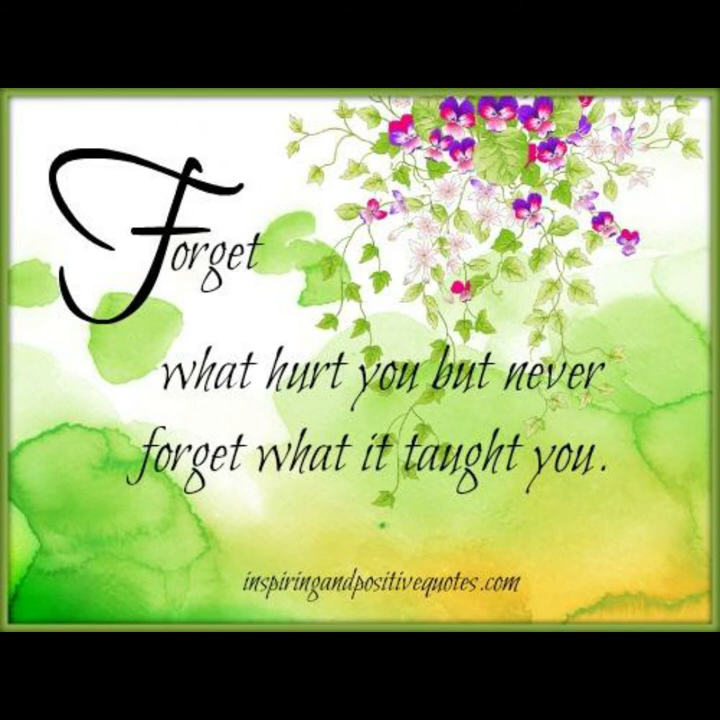 Forget
what hurt you but never
forget what it taught you.
inspiringandpositivequotes.com